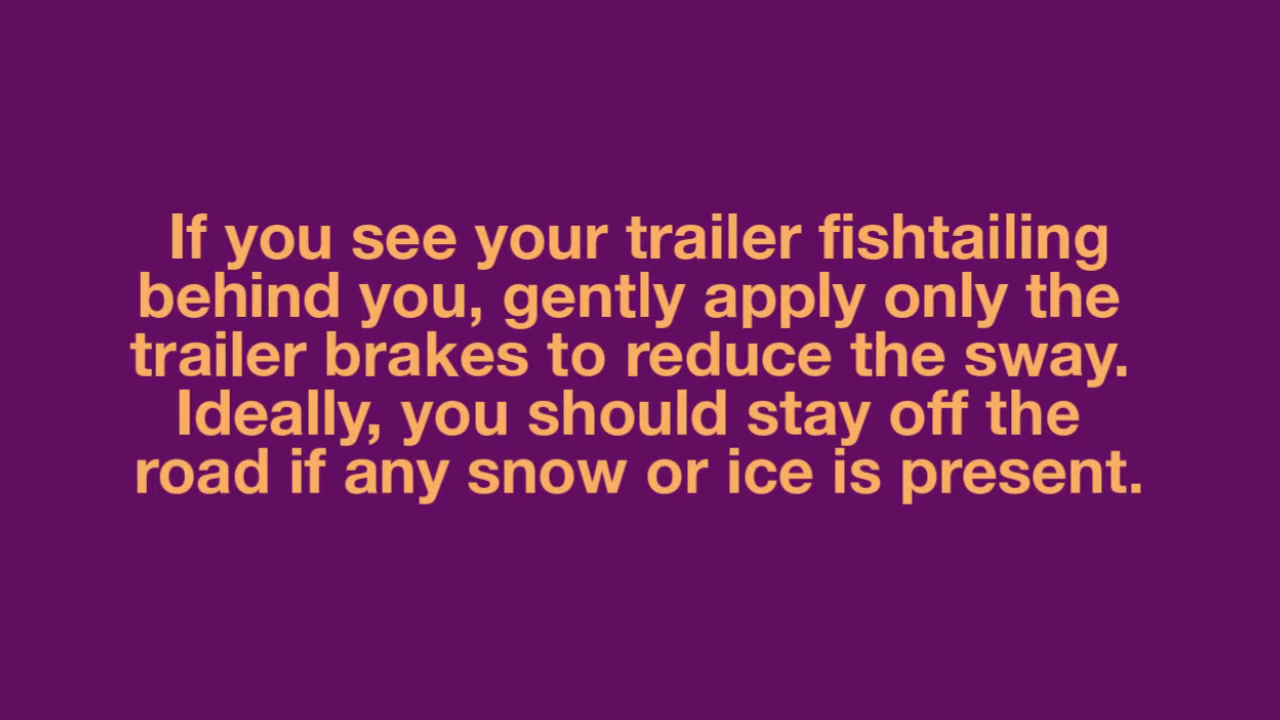 If you see your trailer fishtailing
behind you, gently apply only the
trailer brakes to reduce the sway.
Ideally, you should stay off the
road if any snow or ice is present.